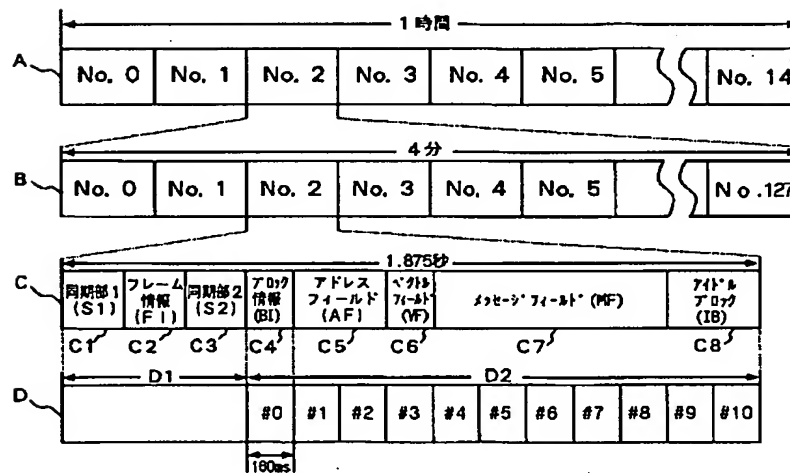 1時間
A No. 0 No. 1 No. 2 No. 3 No. 4 No. 5 No. 14
4分
B No. 0 No. 1 No. 2 No. 3 No. 4 No. 5 No.127
1.875秒
C 同期部1 (S1) フレーム 情報 (FI) 同期部2 (S2) ブロック 情報 (BI) アドレス フィールド (AF) ベクトル フィールド (VF) メッセージ フィールド (MF) アイドル ブロック (IB)
C1 C2 C3 C4 C5 C6 C7 C8
D1 D2
D #0 #1 #2 #3 #4 #5 #6 #7 #8 #9 #10
160ms